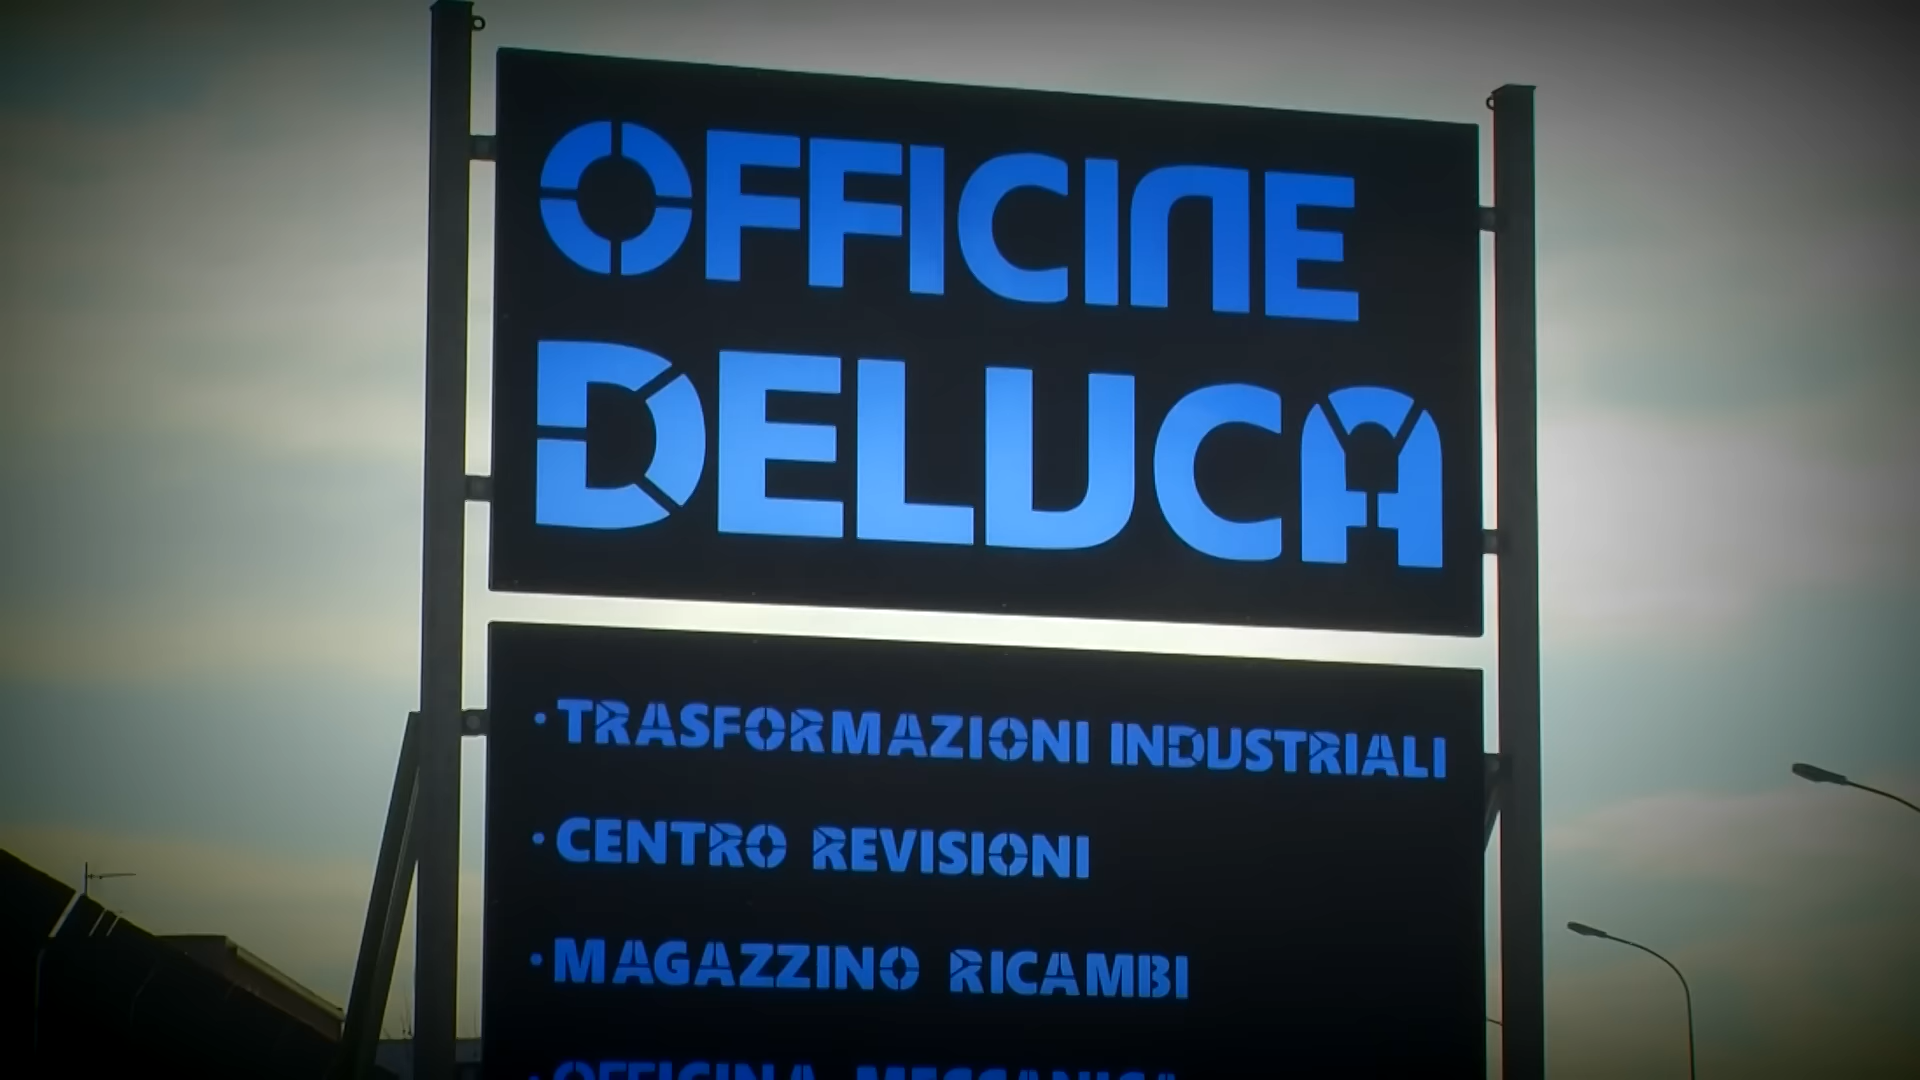 OFFICINE
DELUCA
·TRASFORMAZIONI INDUSTRIALI
·CENTRO REVISIONI
·MAGAZZINO RICAMBI
·OFFICINA MECCANICA